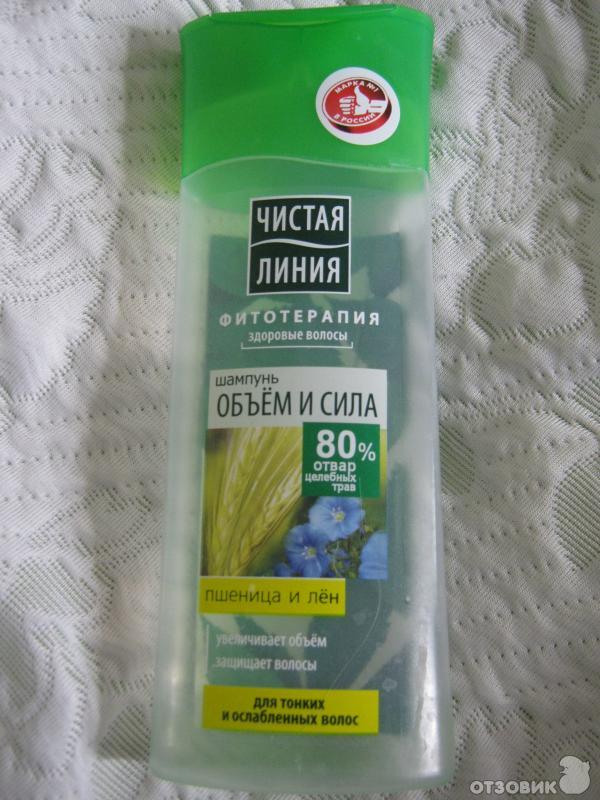 МАРКА №1
В РОССИИ
ЧИСТАЯ
ЛИНИЯ
ФИТОТЕРАПИЯ
здоровые волосы
шампунь
ОБЪЁМ И СИЛА
80%
отвар
целебных
трав
пшеница и лён
увеличивает объём
защищает волосы
для тонких
и ослабленных волос
ОТЗОВИК